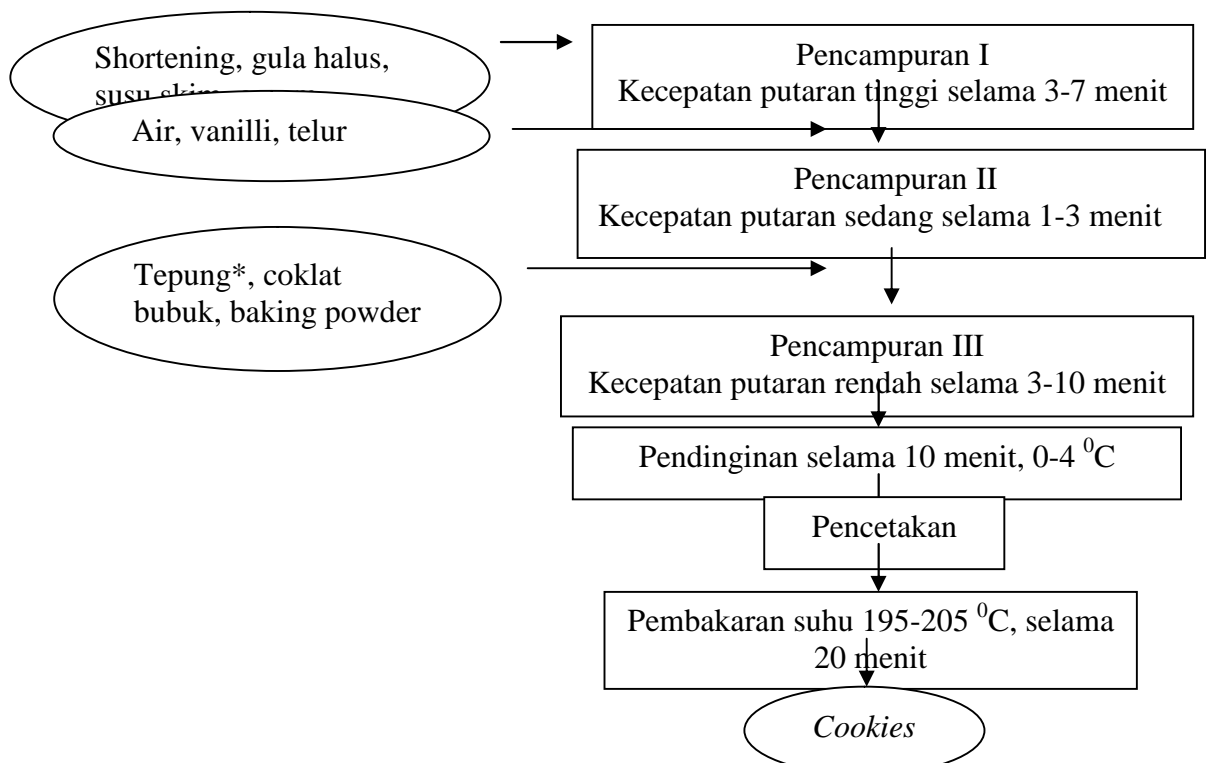 Shortening, gula halus,
susu skim
Air, vanilli, telur
Tepung*, coklat
bubuk, baking powder
Pencampuran I
Kecepatan putaran tinggi selama 3-7 menit
Pencampuran II
Kecepatan putaran sedang selama 1-3 menit
Pencampuran III
Kecepatan putaran rendah selama 3-10 menit
Pendinginan selama 10 menit, 0-4 ⁰C
Pencetakan
Pembakaran suhu 195-205 ⁰C, selama
20 menit
Cookies